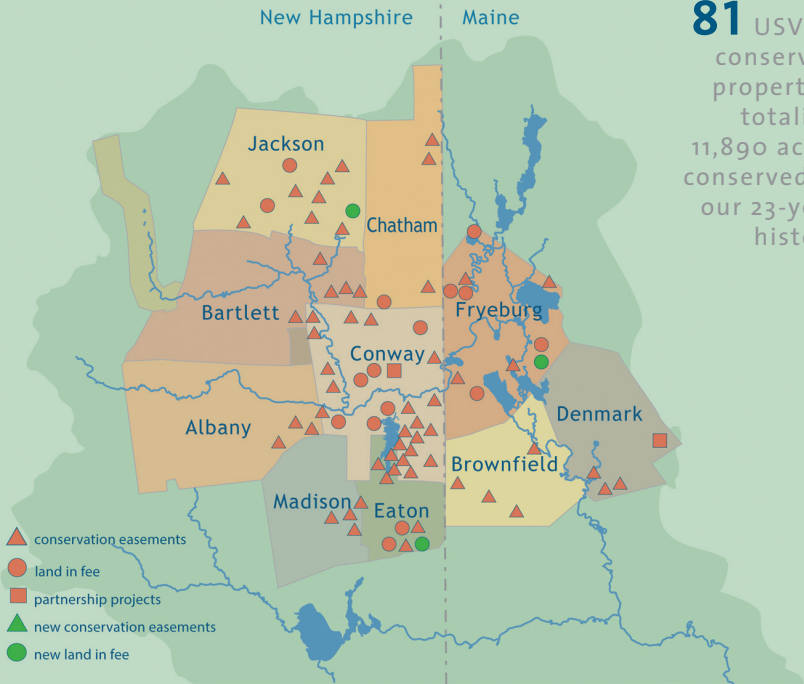 New Hampshire
Maine
81 USV
conserv
propert
totali
11,890 ac
conserved
our 23-y
histo
Jackson
Chatham
Bartlett
Fryeburg
Conway
Albany
Denmark
Brownfield
Madison
Eaton
conservation easements
land in fee
partnership projects
new conservation easements
new land in fee